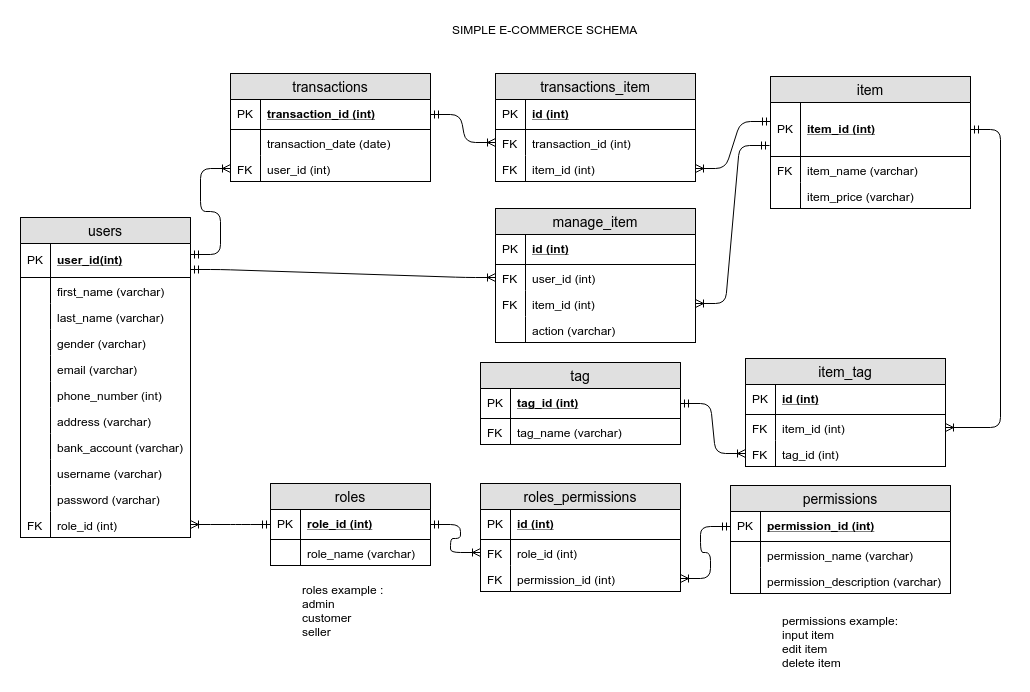 SIMPLE E-COMMERCE SCHEMA
transactions
PK transaction_id (int)
transaction_date (date)
FK user_id (int)
transactions_item
PK id (int)
FK transaction_id (int)
FK item_id (int)
item
PK item_id (int)
FK item_name (varchar)
item_price (varchar)
users
PK user_id(int)
first_name (varchar)
last_name (varchar)
gender (varchar)
email (varchar)
phone_number (int)
address (varchar)
bank_account (varchar)
username (varchar)
password (varchar)
FK role_id (int)
manage_item
PK id (int)
FK user_id (int)
FK item_id (int)
action (varchar)
tag
PK tag_id (int)
FK tag_name (varchar)
item_tag
PK id (int)
FK item_id (int)
FK tag_id (int)
roles
PK role_id (int)
role_name (varchar)
roles example :
admin
customer
seller
roles_permissions
PK id (int)
FK role_id (int)
FK permission_id (int)
permissions
PK permission_id (int)
permission_name (varchar)
permission_description (varchar)
permissions example:
input item
edit item
delete item